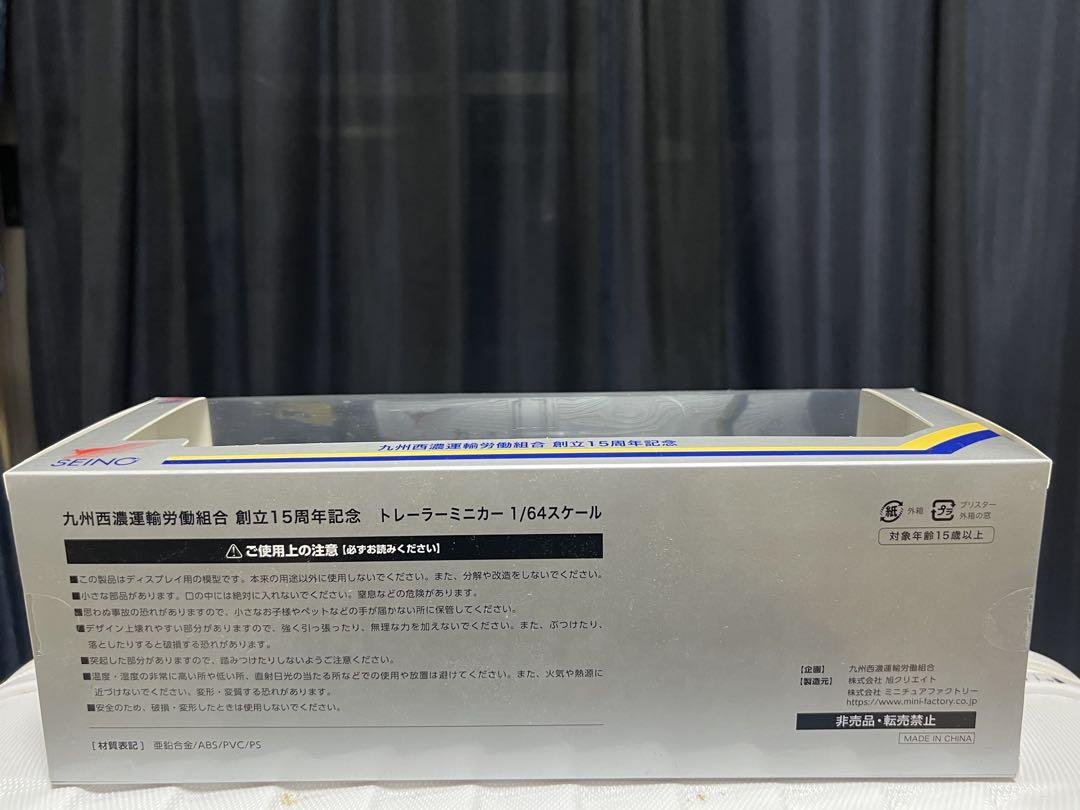 九州西濃運輸労働組合 創立15周年記念
SEINO
九州西濃運輸労働組合 創立15周年記念 トレーラーミニカー 1/64スケール
紙 外箱 プラ ブリスター
外箱の窓
対象年齢15歳以上
⚠ご使用上の注意【必ずお読みください】
■この製品はディスプレイ用の模型です。本来の用途以外に使用しないでください。また、分解や改造をしないでください。
■小さな部品があります。口の中には絶対に入れないでください。窒息などの危険があります。
■思わぬ事故の恐れがありますので、小さなお子様やペットなどの手が届かない所に保管してください。
■デザイン上壊れやすい部分がありますので、強く引っ張ったり、無理な力を加えないでください。また、ぶつけたり、
落としたりすると破損する恐れがあります。
■突起した部分がありますので、踏みつけたりしないようご注意ください。
■温度・湿度の非常に高い所や低い所、直射日光の当たる所などでの使用や放置は避けてください。また、火気や熱源に
近づけないでください、変形・変質する恐れがあります。
■安全のため、破損・変形したときは使用しないでください。
[材質表記] 亜鉛合金/ABS/PVC/PS
【企画】 九州西濃運輸労働組合
【製造元】 株式会社 旭クリエイト
株式会社 ミニチュアファクトリー
https://www.mini-factory.co.jp
非売品・転売禁止
MADE IN CHINA